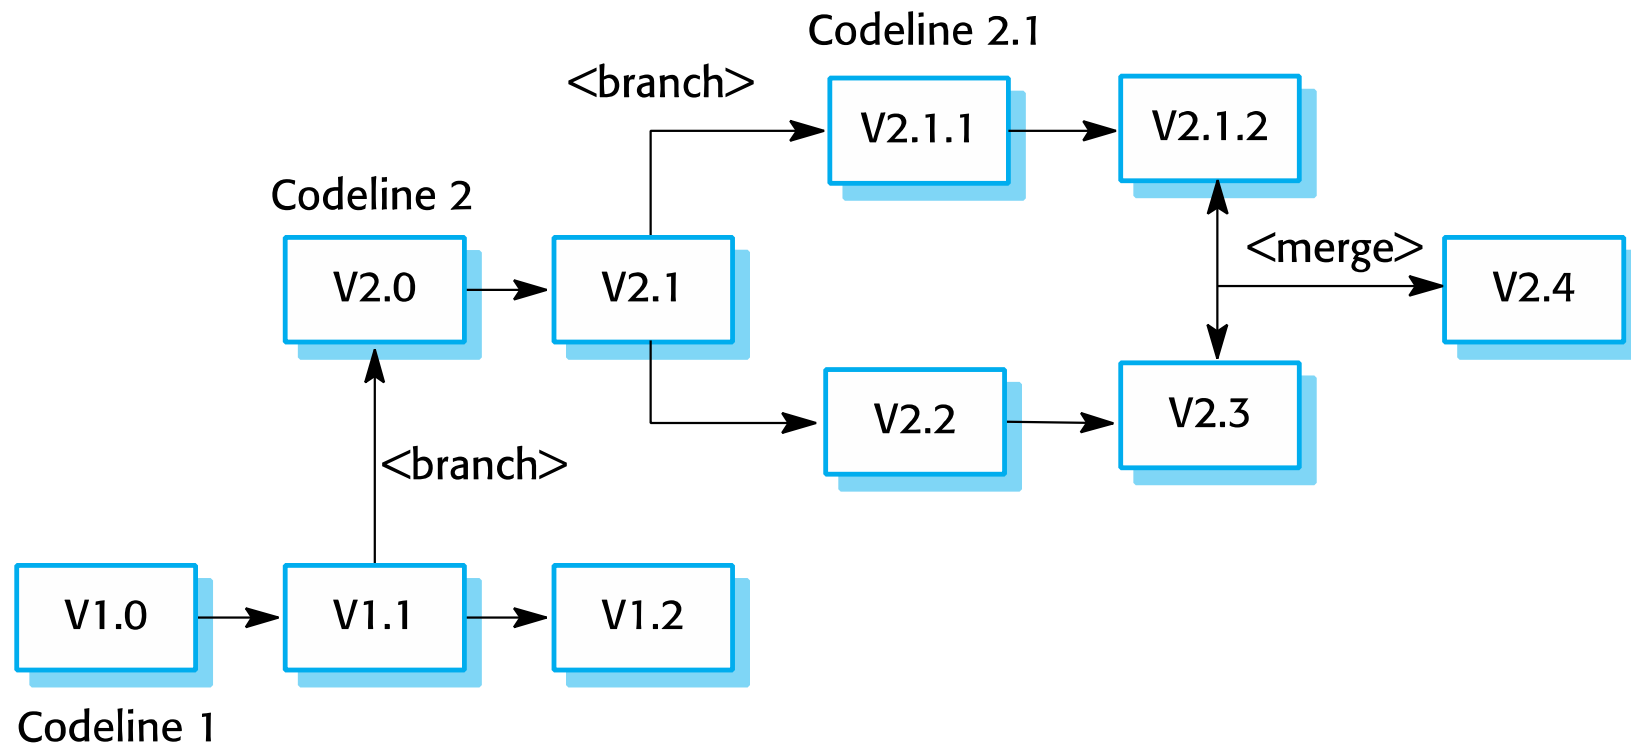 Codeline 2.1
<branch>
V2.1.1
V2.1.2
Codeline 2
<merge>
V2.0
V2.1
V2.4
V2.2
V2.3
<branch>
V1.0
V1.1
V1.2
Codeline 1